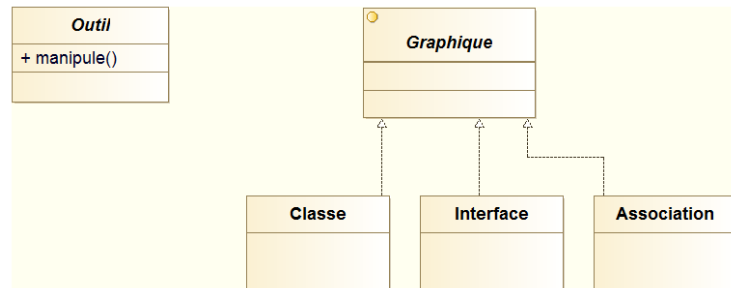 Outil
+ manipule()
Graphique
Classe
Interface
Association